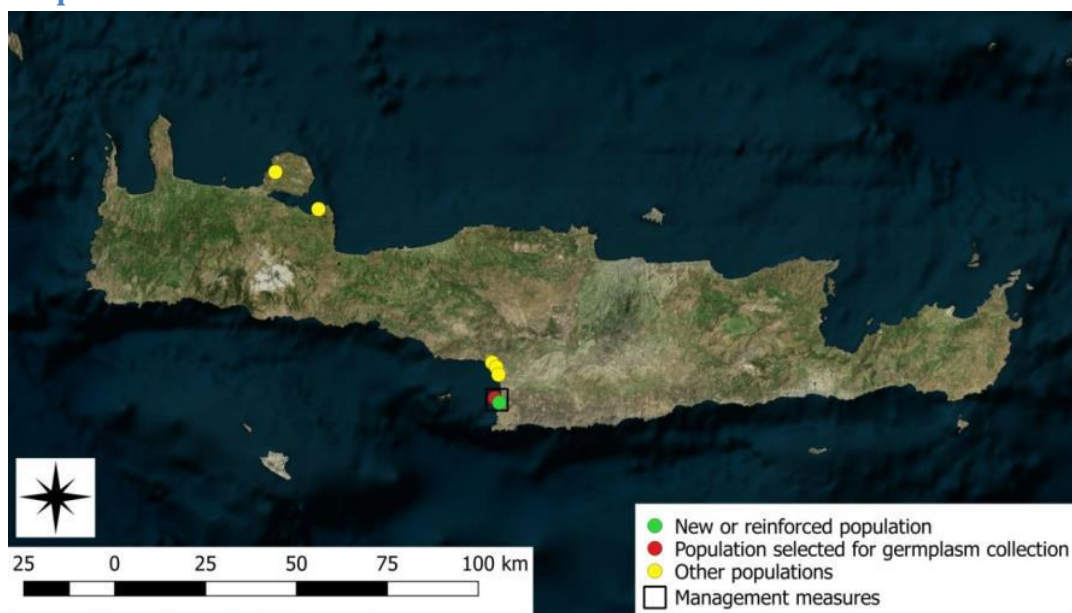 25 0 25 50 75 100 km
New or reinforced population
Population selected for germplasm collection
Other populations
Management measures